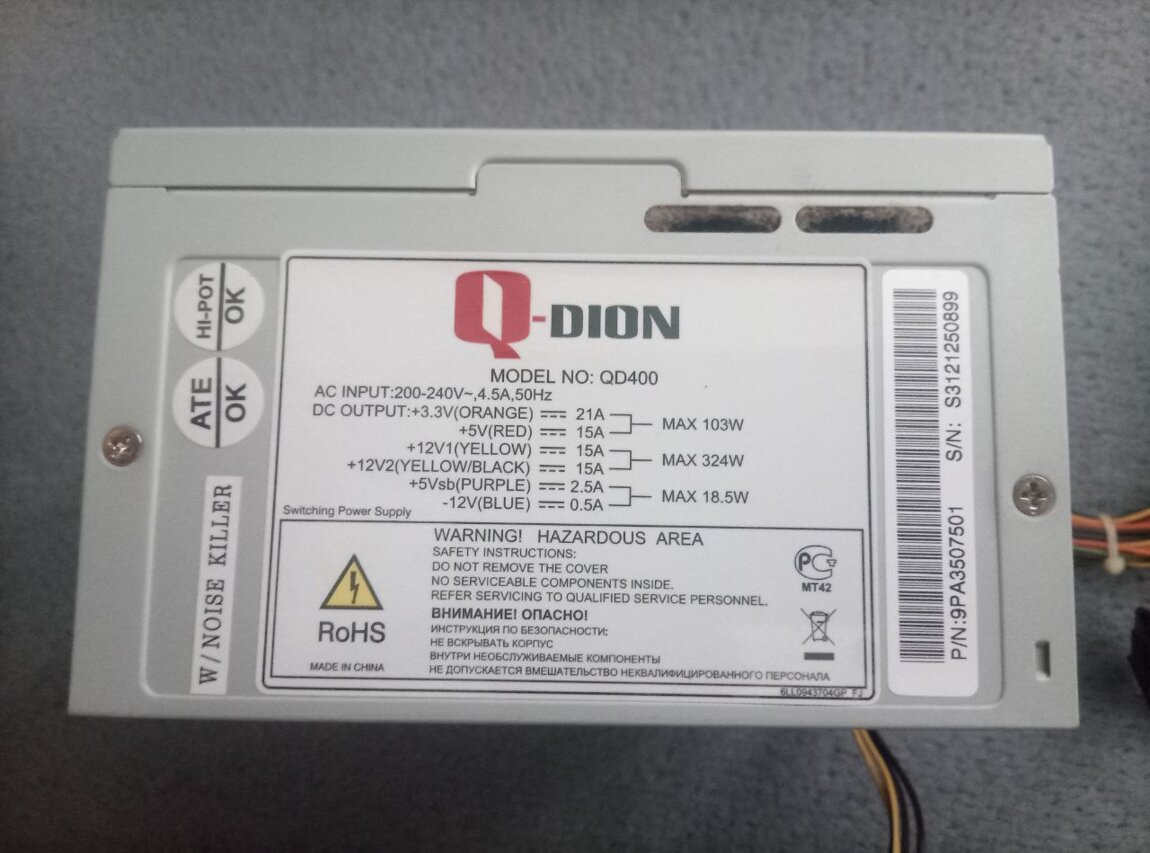 HI-POT
OK
ATE
OK
W/NOISE KILLER
Q-DION
MODEL NO: QD400
AC INPUT:200-240V~,4.5A,50Hz
DC OUTPUT:+3.3V(ORANGE) ⎓ 21A
+5V(RED) ⎓ 15A
MAX 103W
+12V1(YELLOW) ⎓ 15A
+12V2(YELLOW/BLACK) ⎓ 15A
MAX 324W
+5Vsb(PURPLE) ⎓ 2.5A
-12V(BLUE) ⎓ 0.5A
MAX 18.5W
Switching Power Supply
WARNING! HAZARDOUS AREA
SAFETY INSTRUCTIONS:
DO NOT REMOVE THE COVER
NO SERVICEABLE COMPONENTS INSIDE.
REFER SERVICING TO QUALIFIED SERVICE PERSONNEL.
ВНИМАНИЕ! ОПАСНО!
ИНСТРУКЦИЯ ПО БЕЗОПАСНОСТИ:
НЕ ВСКРЫВАТЬ КОРПУС
ВНУТРИ НЕОБСЛУЖИВАЕМЫЕ КОМПОНЕНТЫ
НЕ ДОПУСКАЕТСЯ ВМЕШАТЕЛЬСТВО НЕКВАЛИФИЦИРОВАННОГО ПЕРСОНАЛА
RoHS
MADE IN CHINA
МТ42
6LL0943704GP FJ
P/N:9PA3507501 S/N: S3121250899